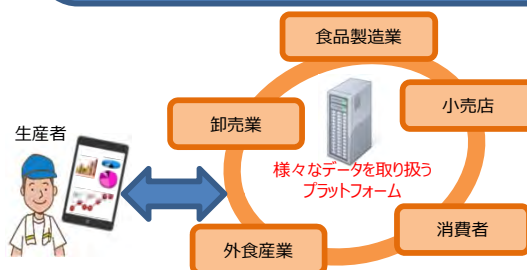 食品製造業
小売店
卸売業
生産者
様々なデータを取り扱う
プラットフォーム
消費者
外食産業